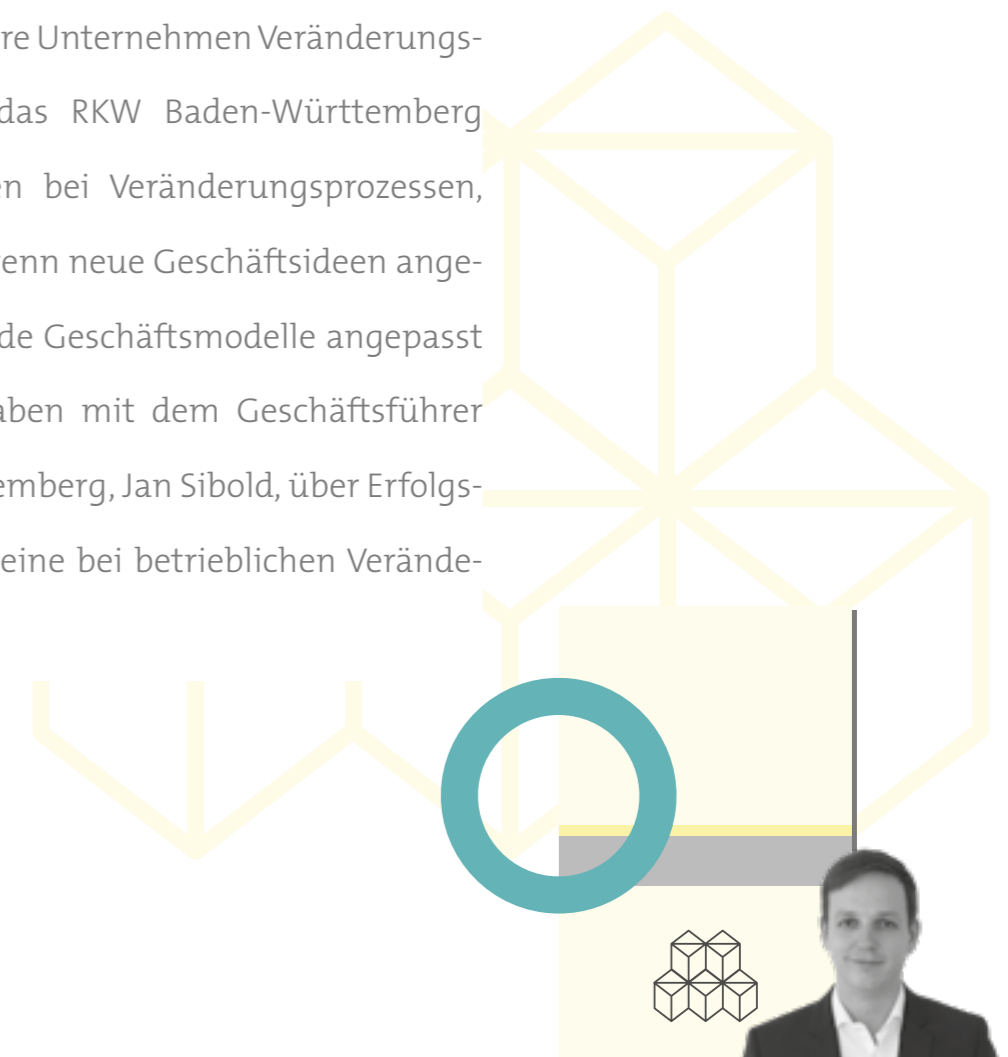 re Unternehmen Veränderungs-
das RKW Baden-Württemberg
en bei Veränderungsprozessen,
enn neue Geschäftsideen ange-
de Geschäftsmodelle angepasst
aben mit dem Geschäftsführer
emberg, Jan Sibold, über Erfolgs-
eine bei betrieblichen Verände-